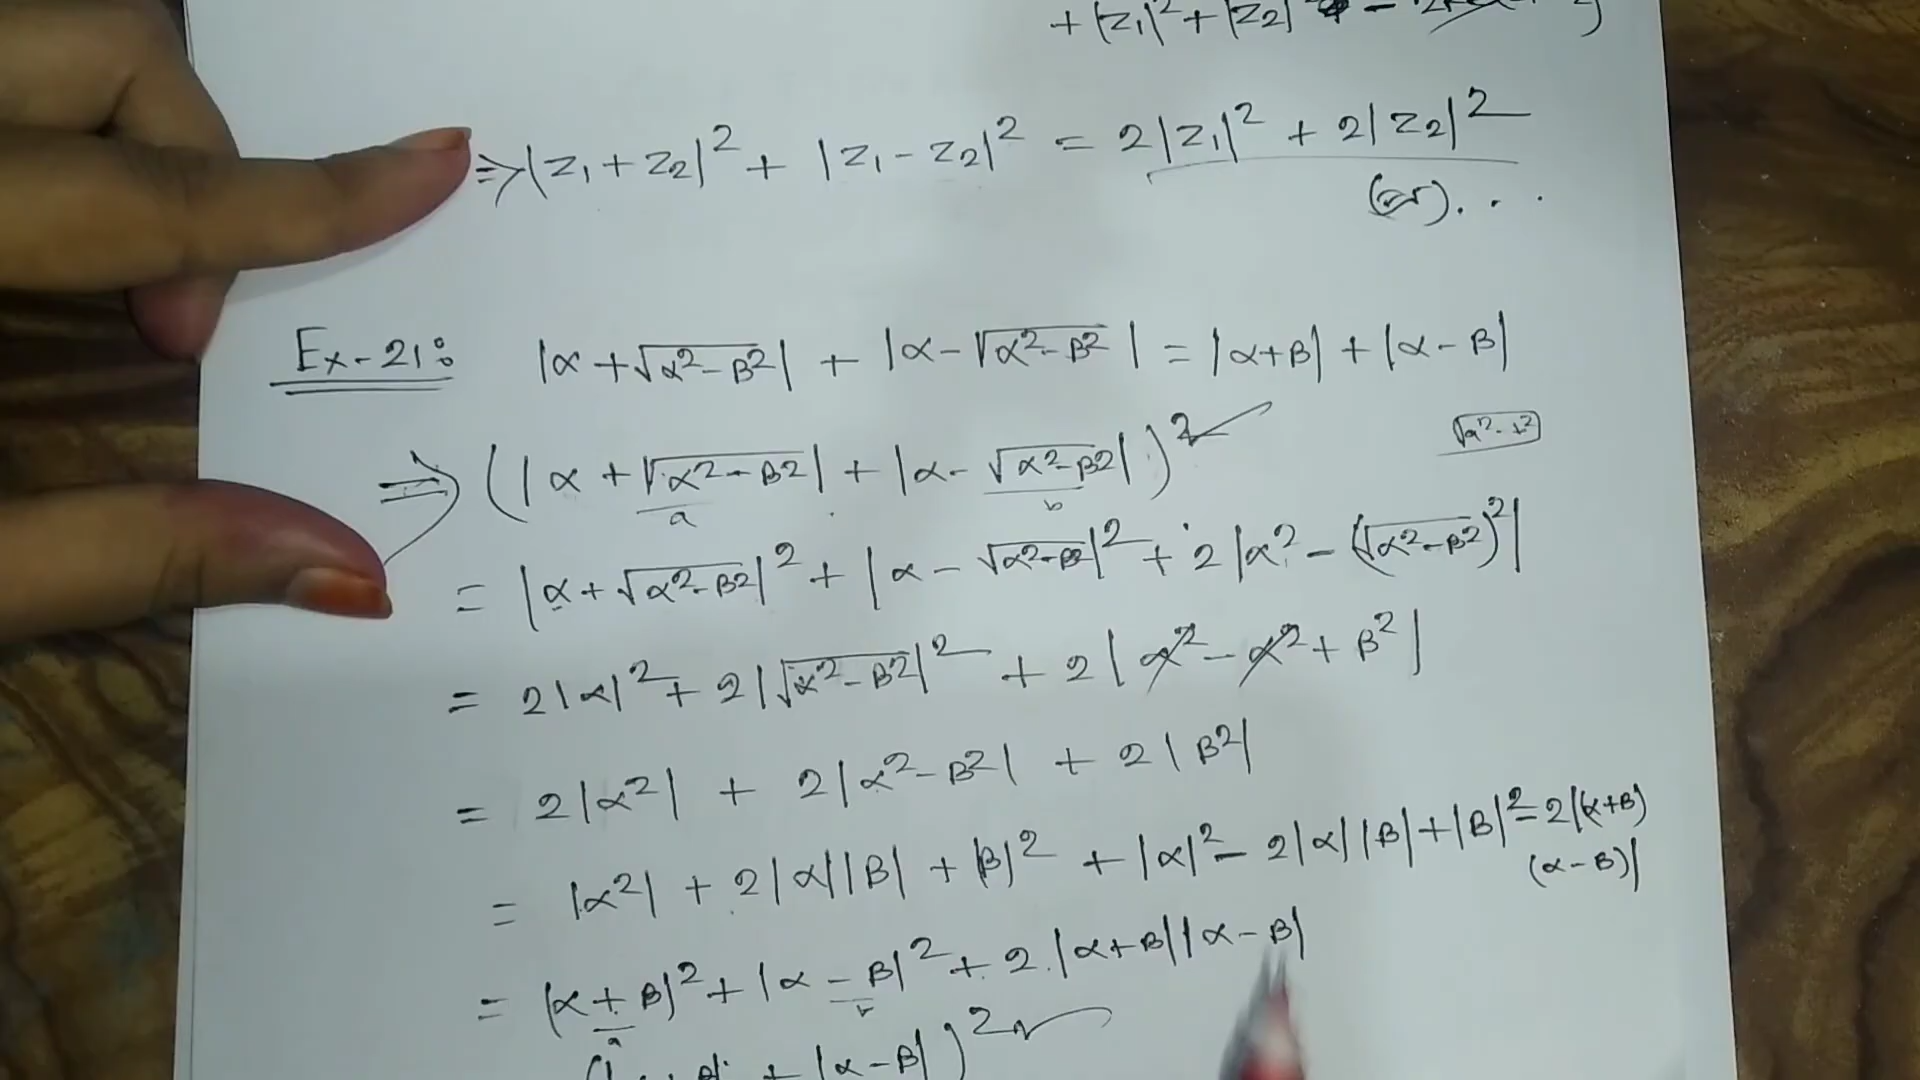 + |z₁|² + |z₂|² -
⇒ |z₁ + z₂|² + |z₁ - z₂|² = 2|z₁|² + 2|z₂|²
(or)...
Ex-21: |α + √α²-β²| + |α - √α²-β²| = |α+β| + |α-β|
⇒ (|α + √α²-β²| + |α - √α²-β²|)²
a b
= |α + √α²-β²|² + |α - √α²-β²|² + 2|α² - (√α²-β²)²|
= 2|α|² + 2|√α²-β²|² + 2|α² - α² + β²|
= 2|α²| + 2|α²-β²| + 2|β²|
= |α²| + 2|α||β| + |β|² + |α|² - 2|α||β| + |β|² - 2|(α+β)
(α-β)|
= |α+β|² + |α-β|² + 2.|α+β||α-β|
a b
+ |α-β|)²